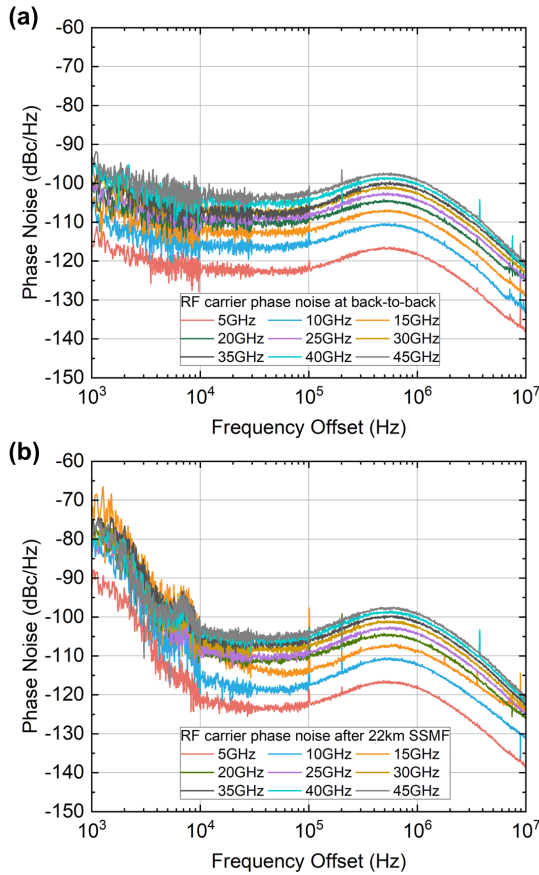 (a)
-60
-70
-80
-90
-100
-110
-120
-130
-140
-150
Phase Noise (dBc/Hz)
RF carrier phase noise at back-to-back
5GHz 10GHz 15GHz
20GHz 25GHz 30GHz
35GHz 40GHz 45GHz
10³ 10⁴ 10⁵ 10⁶ 10⁷
Frequency Offset (Hz)
(b)
-60
-70
-80
-90
-100
-110
-120
-130
-140
-150
Phase Noise (dBc/Hz)
RF carrier phase noise after 22km SSMF
5GHz 10GHz 15GHz
20GHz 25GHz 30GHz
35GHz 40GHz 45GHz
10³ 10⁴ 10⁵ 10⁶ 10⁷
Frequency Offset (Hz)